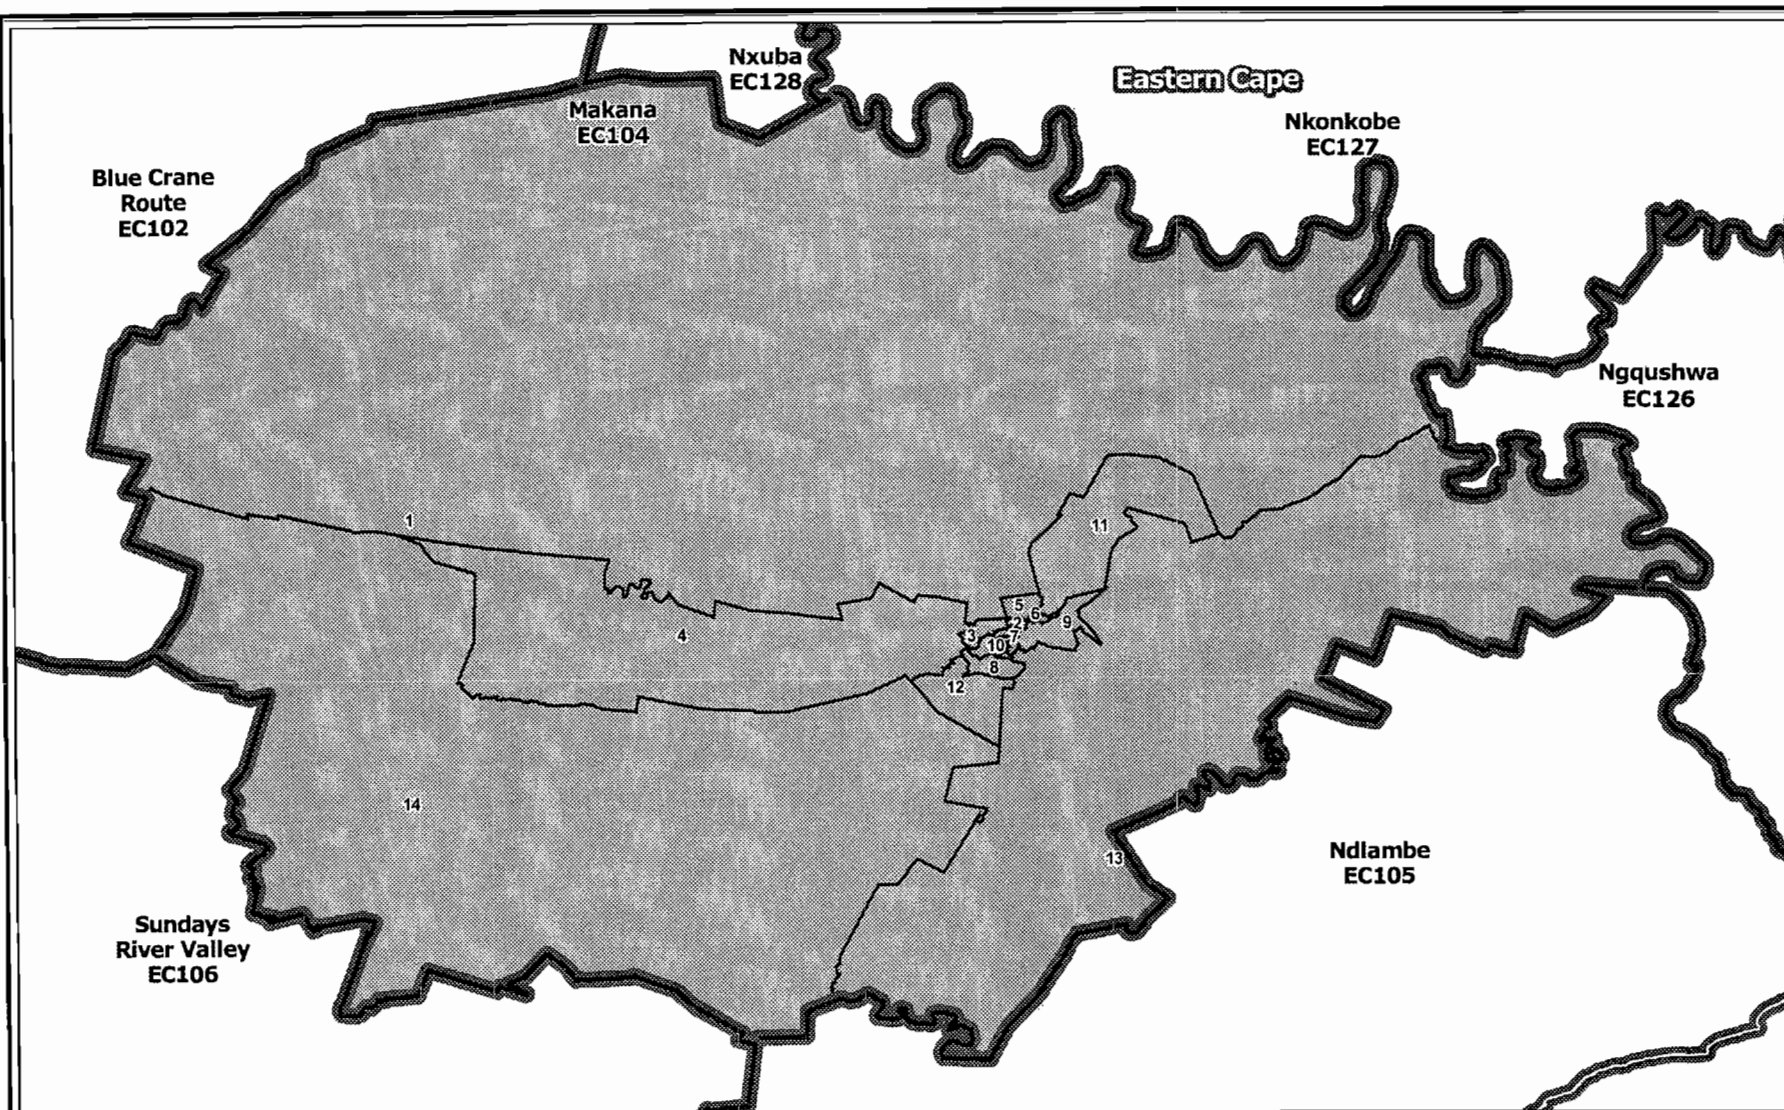 Nxuba
EC128
Eastern Cape
Makana
EC104
Nkonkobe
EC127
Blue Crane
Route
EC102
Ngqushwa
EC126
1
11
5
6
2
9
3
7
4
10
8
12
14
13
Ndlambe
EC105
Sundays
River Valley
EC106